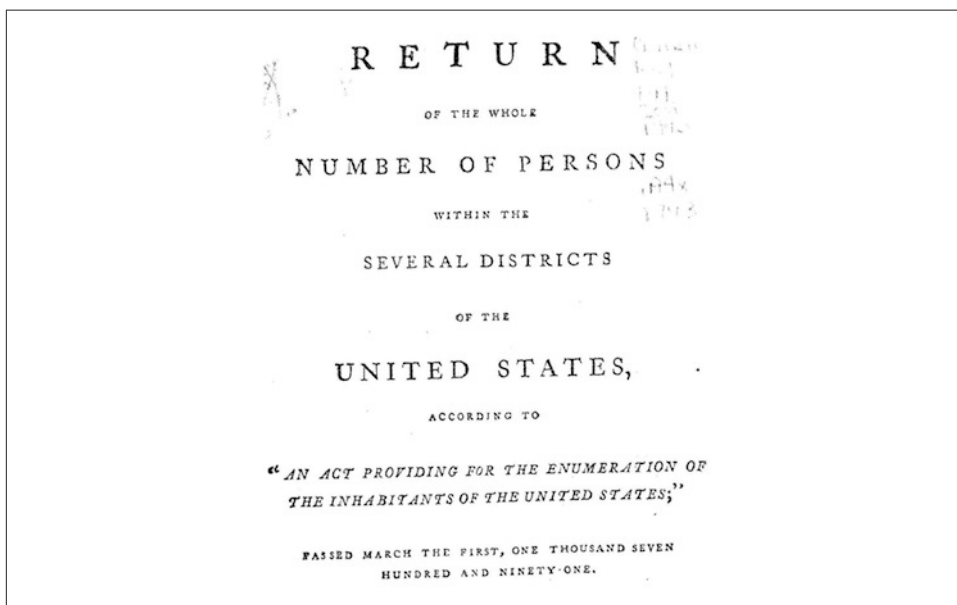 RETURN
OF THE WHOLE
NUMBER OF PERSONS
WITHIN THE
SEVERAL DISTRICTS
OF THE
UNITED STATES,
ACCORDING TO
“AN ACT PROVIDING FOR THE ENUMERATION OF
THE INHABITANTS OF THE UNITED STATES;”
PASSED MARCH THE FIRST, ONE THOUSAND SEVEN
HUNDRED AND NINETY-ONE.